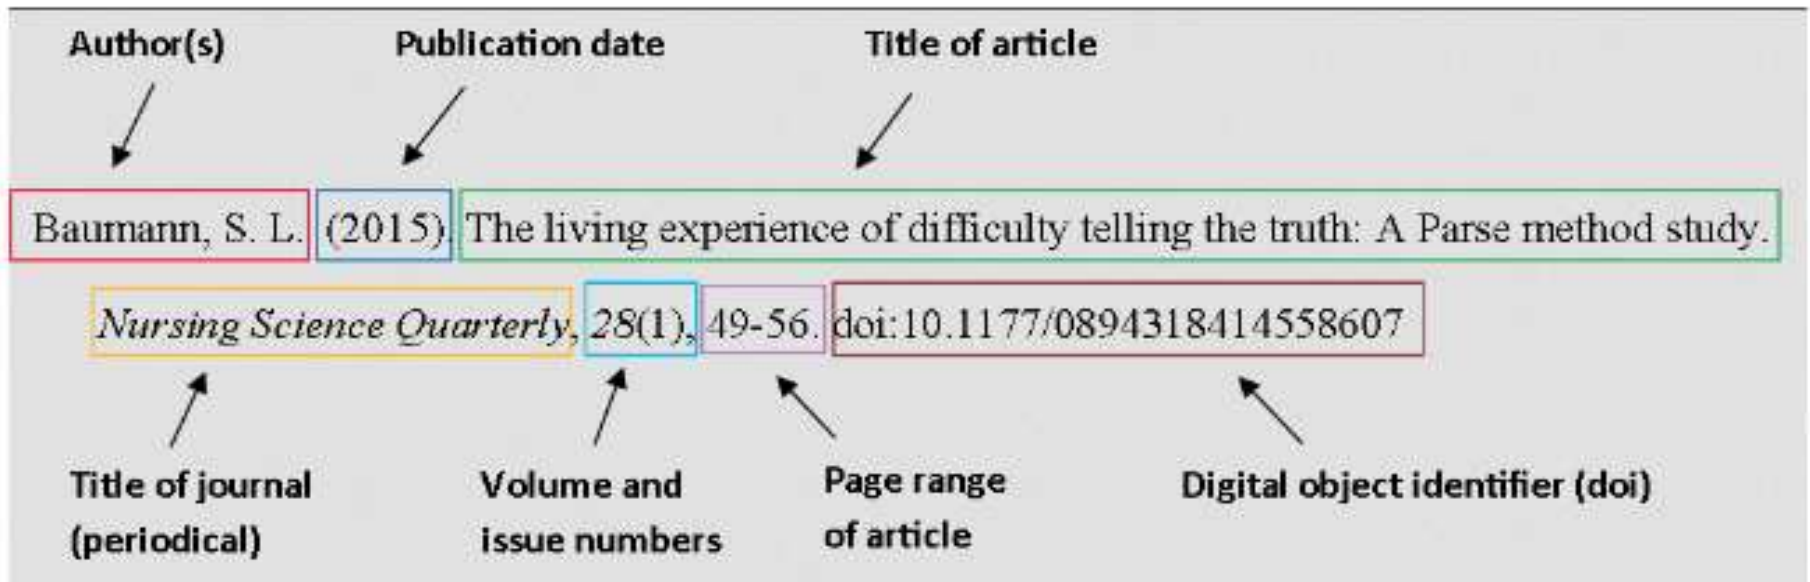 Author(s) Publication date Title of article
Baumann, S. L. (2015). The living experience of difficulty telling the truth: A Parse method study.
Nursing Science Quarterly, 28(1), 49-56. doi:10.1177/0894318414558607
Title of journal Volume and Page range Digital object identifier (doi)
(periodical) issue numbers of article